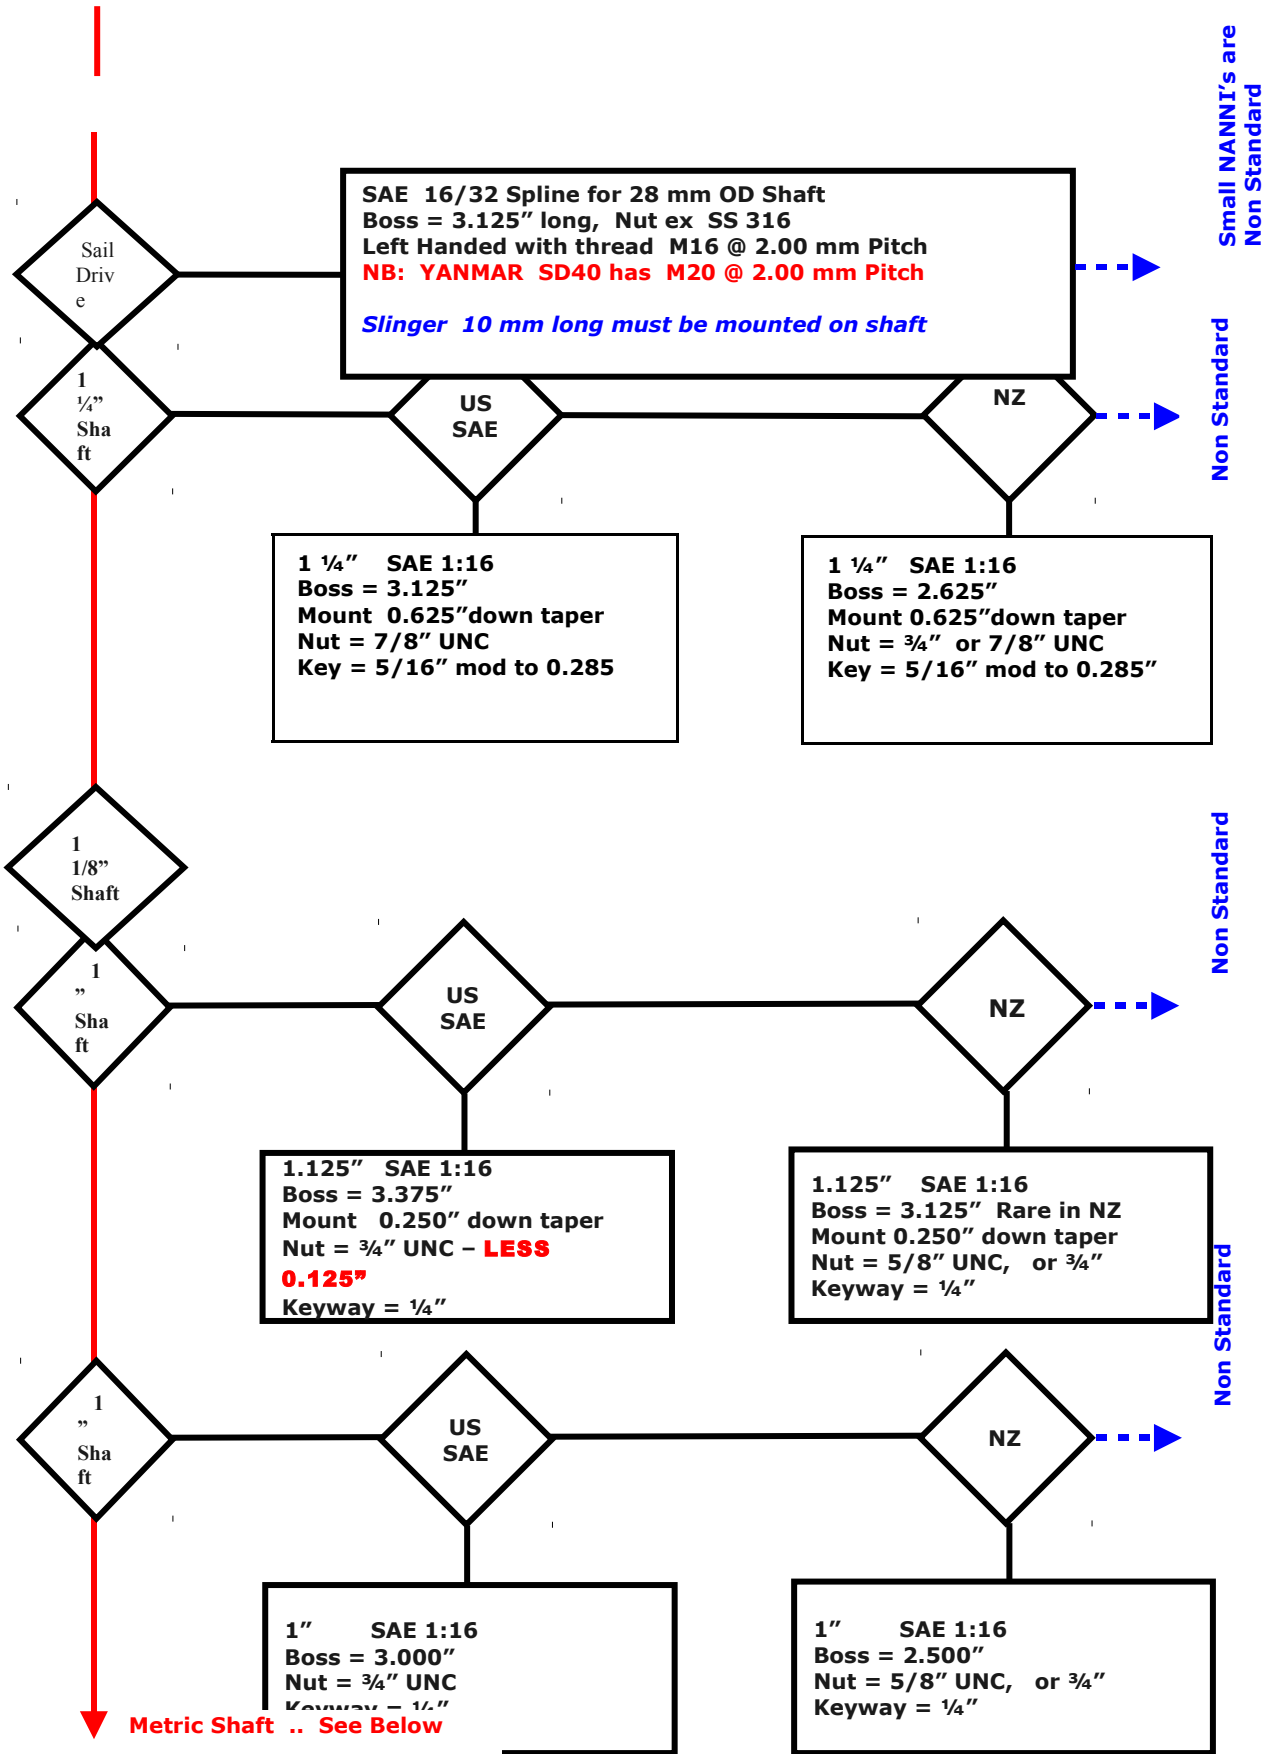 Small NANNI's are
Non Standard
SAE 16/32 Spline for 28 mm OD Shaft
Boss = 3.125” long, Nut ex SS 316
Left Handed with thread M16 @ 2.00 mm Pitch
NB: YANMAR SD40 has M20 @ 2.00 mm Pitch
Slinger 10 mm long must be mounted on shaft
Sail
Driv
e
1
¼”
Sha
ft
US
SAE
NZ
Non Standard
1 ¼” SAE 1:16
Boss = 3.125”
Mount 0.625”down taper
Nut = 7/8” UNC
Key = 5/16” mod to 0.285
1 ¼” SAE 1:16
Boss = 2.625”
Mount 0.625”down taper
Nut = ¾” or 7/8” UNC
Key = 5/16” mod to 0.285”
1
1/8”
Shaft
1
”
Sha
ft
US
SAE
NZ
Non Standard
1.125” SAE 1:16
Boss = 3.375”
Mount 0.250” down taper
Nut = ¾” UNC – LESS
0.125”
Keyway = ¼”
1.125” SAE 1:16
Boss = 3.125” Rare in NZ
Mount 0.250” down taper
Nut = 5/8” UNC, or ¾”
Keyway = ¼”
Non Standard
1
”
Sha
ft
US
SAE
NZ
1” SAE 1:16
Boss = 3.000”
Nut = ¾” UNC
Keyway = ¼”
1” SAE 1:16
Boss = 2.500”
Nut = 5/8” UNC, or ¾”
Keyway = ¼”
Metric Shaft .. See Below